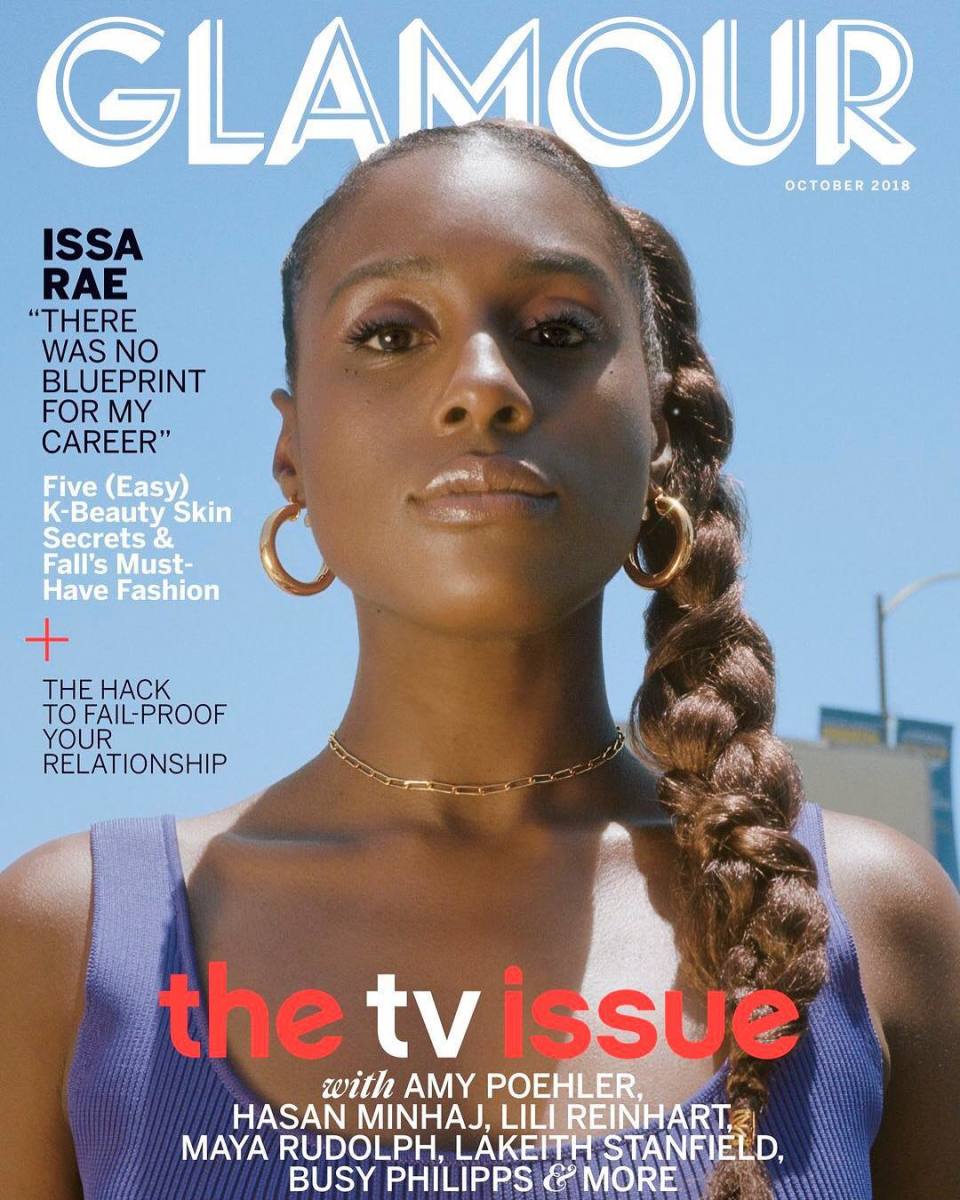 GLAMOUR
OCTOBER 2018
ISSA
RAE
“THERE
WAS NO
BLUEPRINT
FOR MY
CAREER”
Five (Easy)
K-Beauty Skin
Secrets &
Fall's Must-
Have Fashion
+
THE HACK
TO FAIL-PROOF
YOUR
RELATIONSHIP
the tv issue
with AMY POEHLER,
HASAN MINHAJ, LILI REINHART,
MAYA RUDOLPH, LAKEITH STANFIELD,
BUSY PHILIPPS & MORE